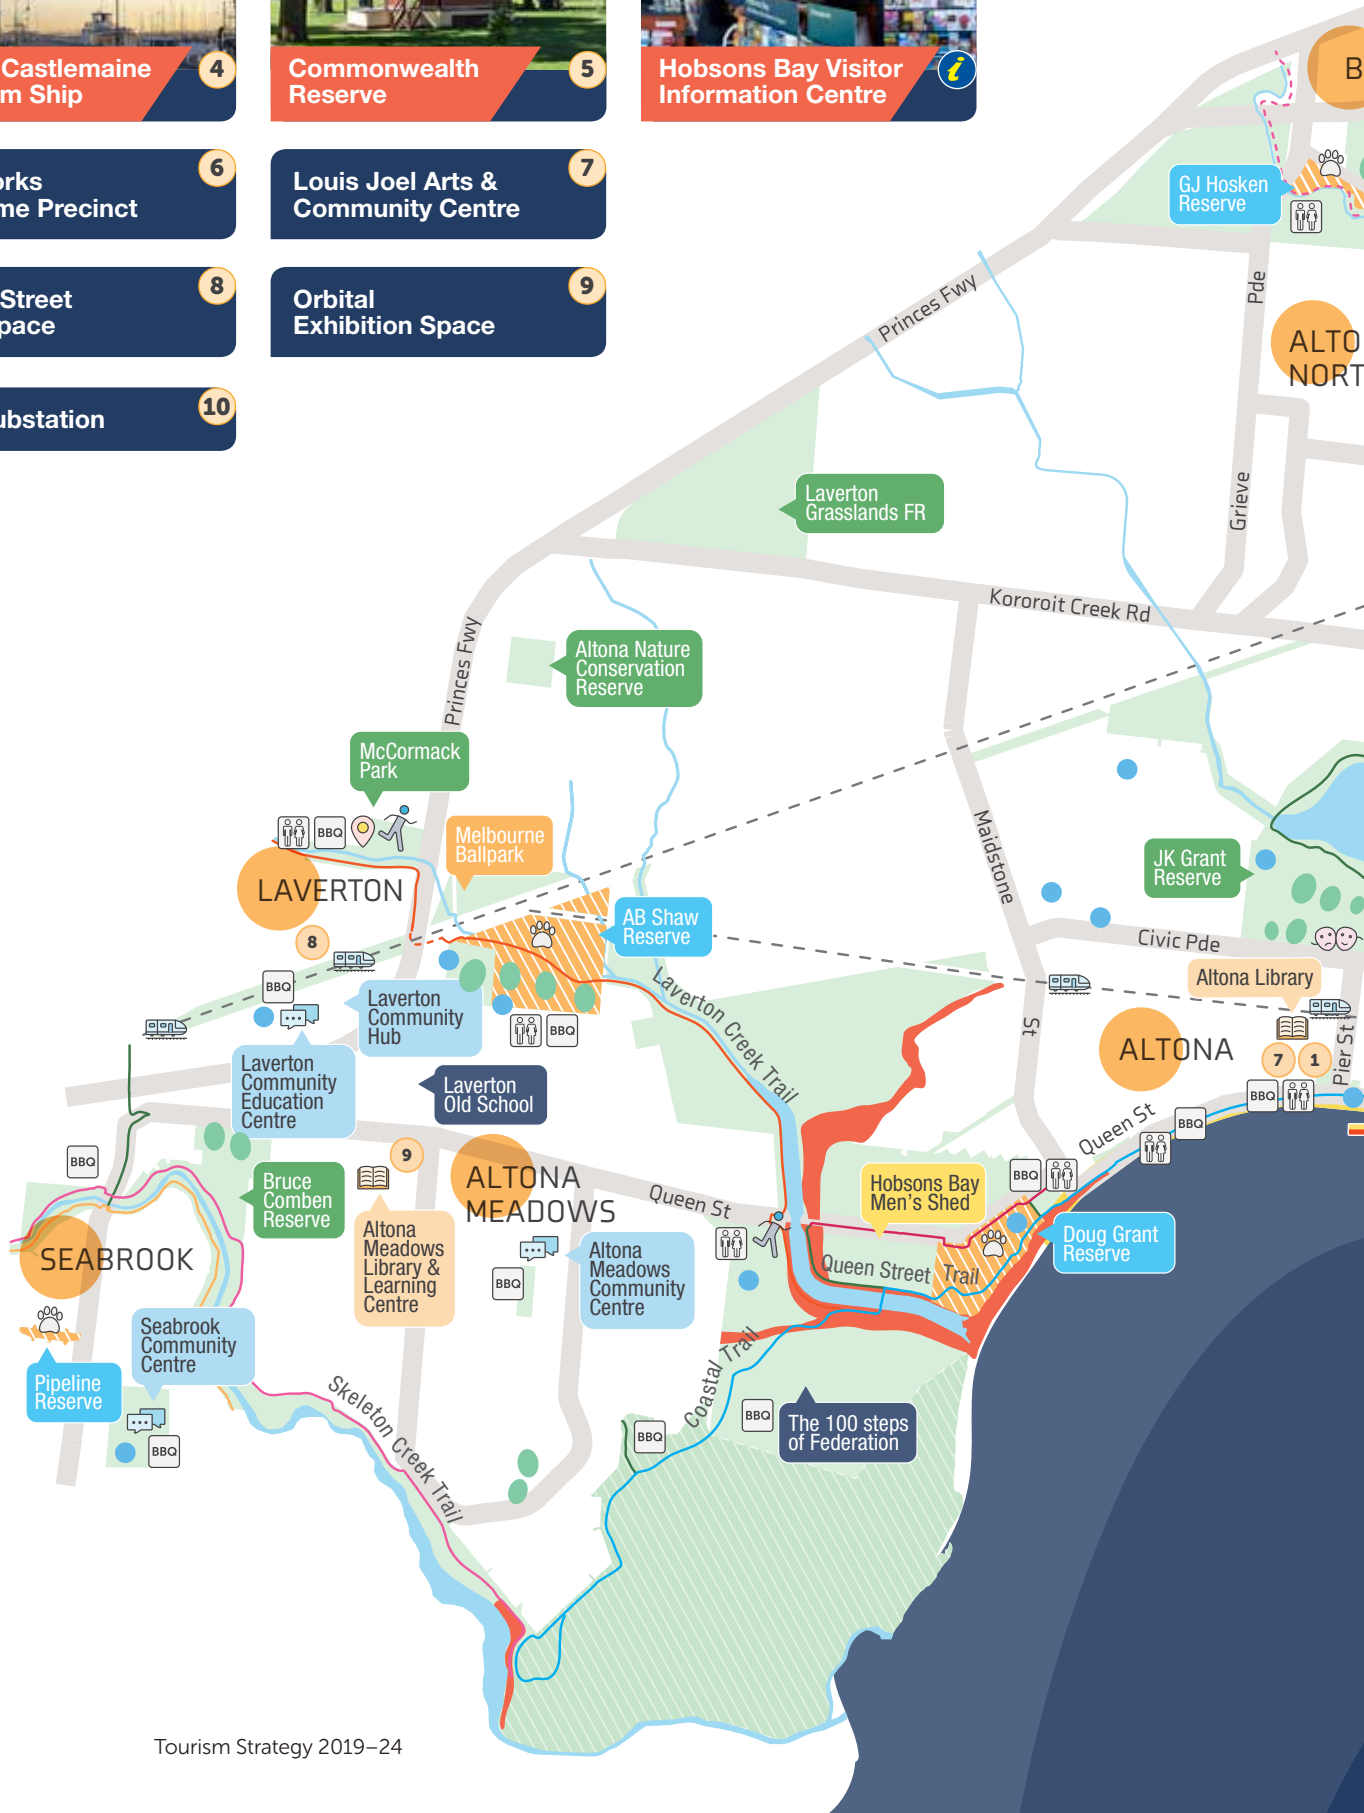 Castlemaine
m Ship
4
Commonwealth
Reserve
5
Hobsons Bay Visitor
Information Centre
i
orks
me Precinct
6
Louis Joel Arts &
Community Centre
7
Street
pace
8
Orbital
Exhibition Space
9
ubstation
10
B
GJ Hosken
Reserve
Princes Fwy
Pde
ALTO
NORT
Grieve
Laverton
Grasslands FR
Kororoit Creek Rd
Princes Fwy
Altona Nature
Conservation
Reserve
McCormack
Park
BBQ
Melbourne
Ballpark
LAVERTON
Maidstone
St
JK Grant
Reserve
AB Shaw
Reserve
Civic Pde
8
Altona Library
BBQ
Laverton
Community
Hub
BBQ
Laverton Creek Trail
ALTONA
7
1
Pier St
Laverton
Community
Education
Centre
Laverton
Old School
BBQ
BBQ
Queen St
BBQ
9
ALTONA
MEADOWS
Bruce
Comben
Reserve
Queen St
Hobsons Bay
Men's Shed
BBQ
Altona
Meadows
Library &
Learning
Centre
Doug Grant
Reserve
SEABROOK
Altona
Meadows
Community
Centre
BBQ
Queen Street Trail
Seabrook
Community
Centre
Pipeline
Reserve
Coastal Trail
Skeleton Creek Trail
BBQ
BBQ
The 100 steps
of Federation
BBQ
Tourism Strategy 2019–24